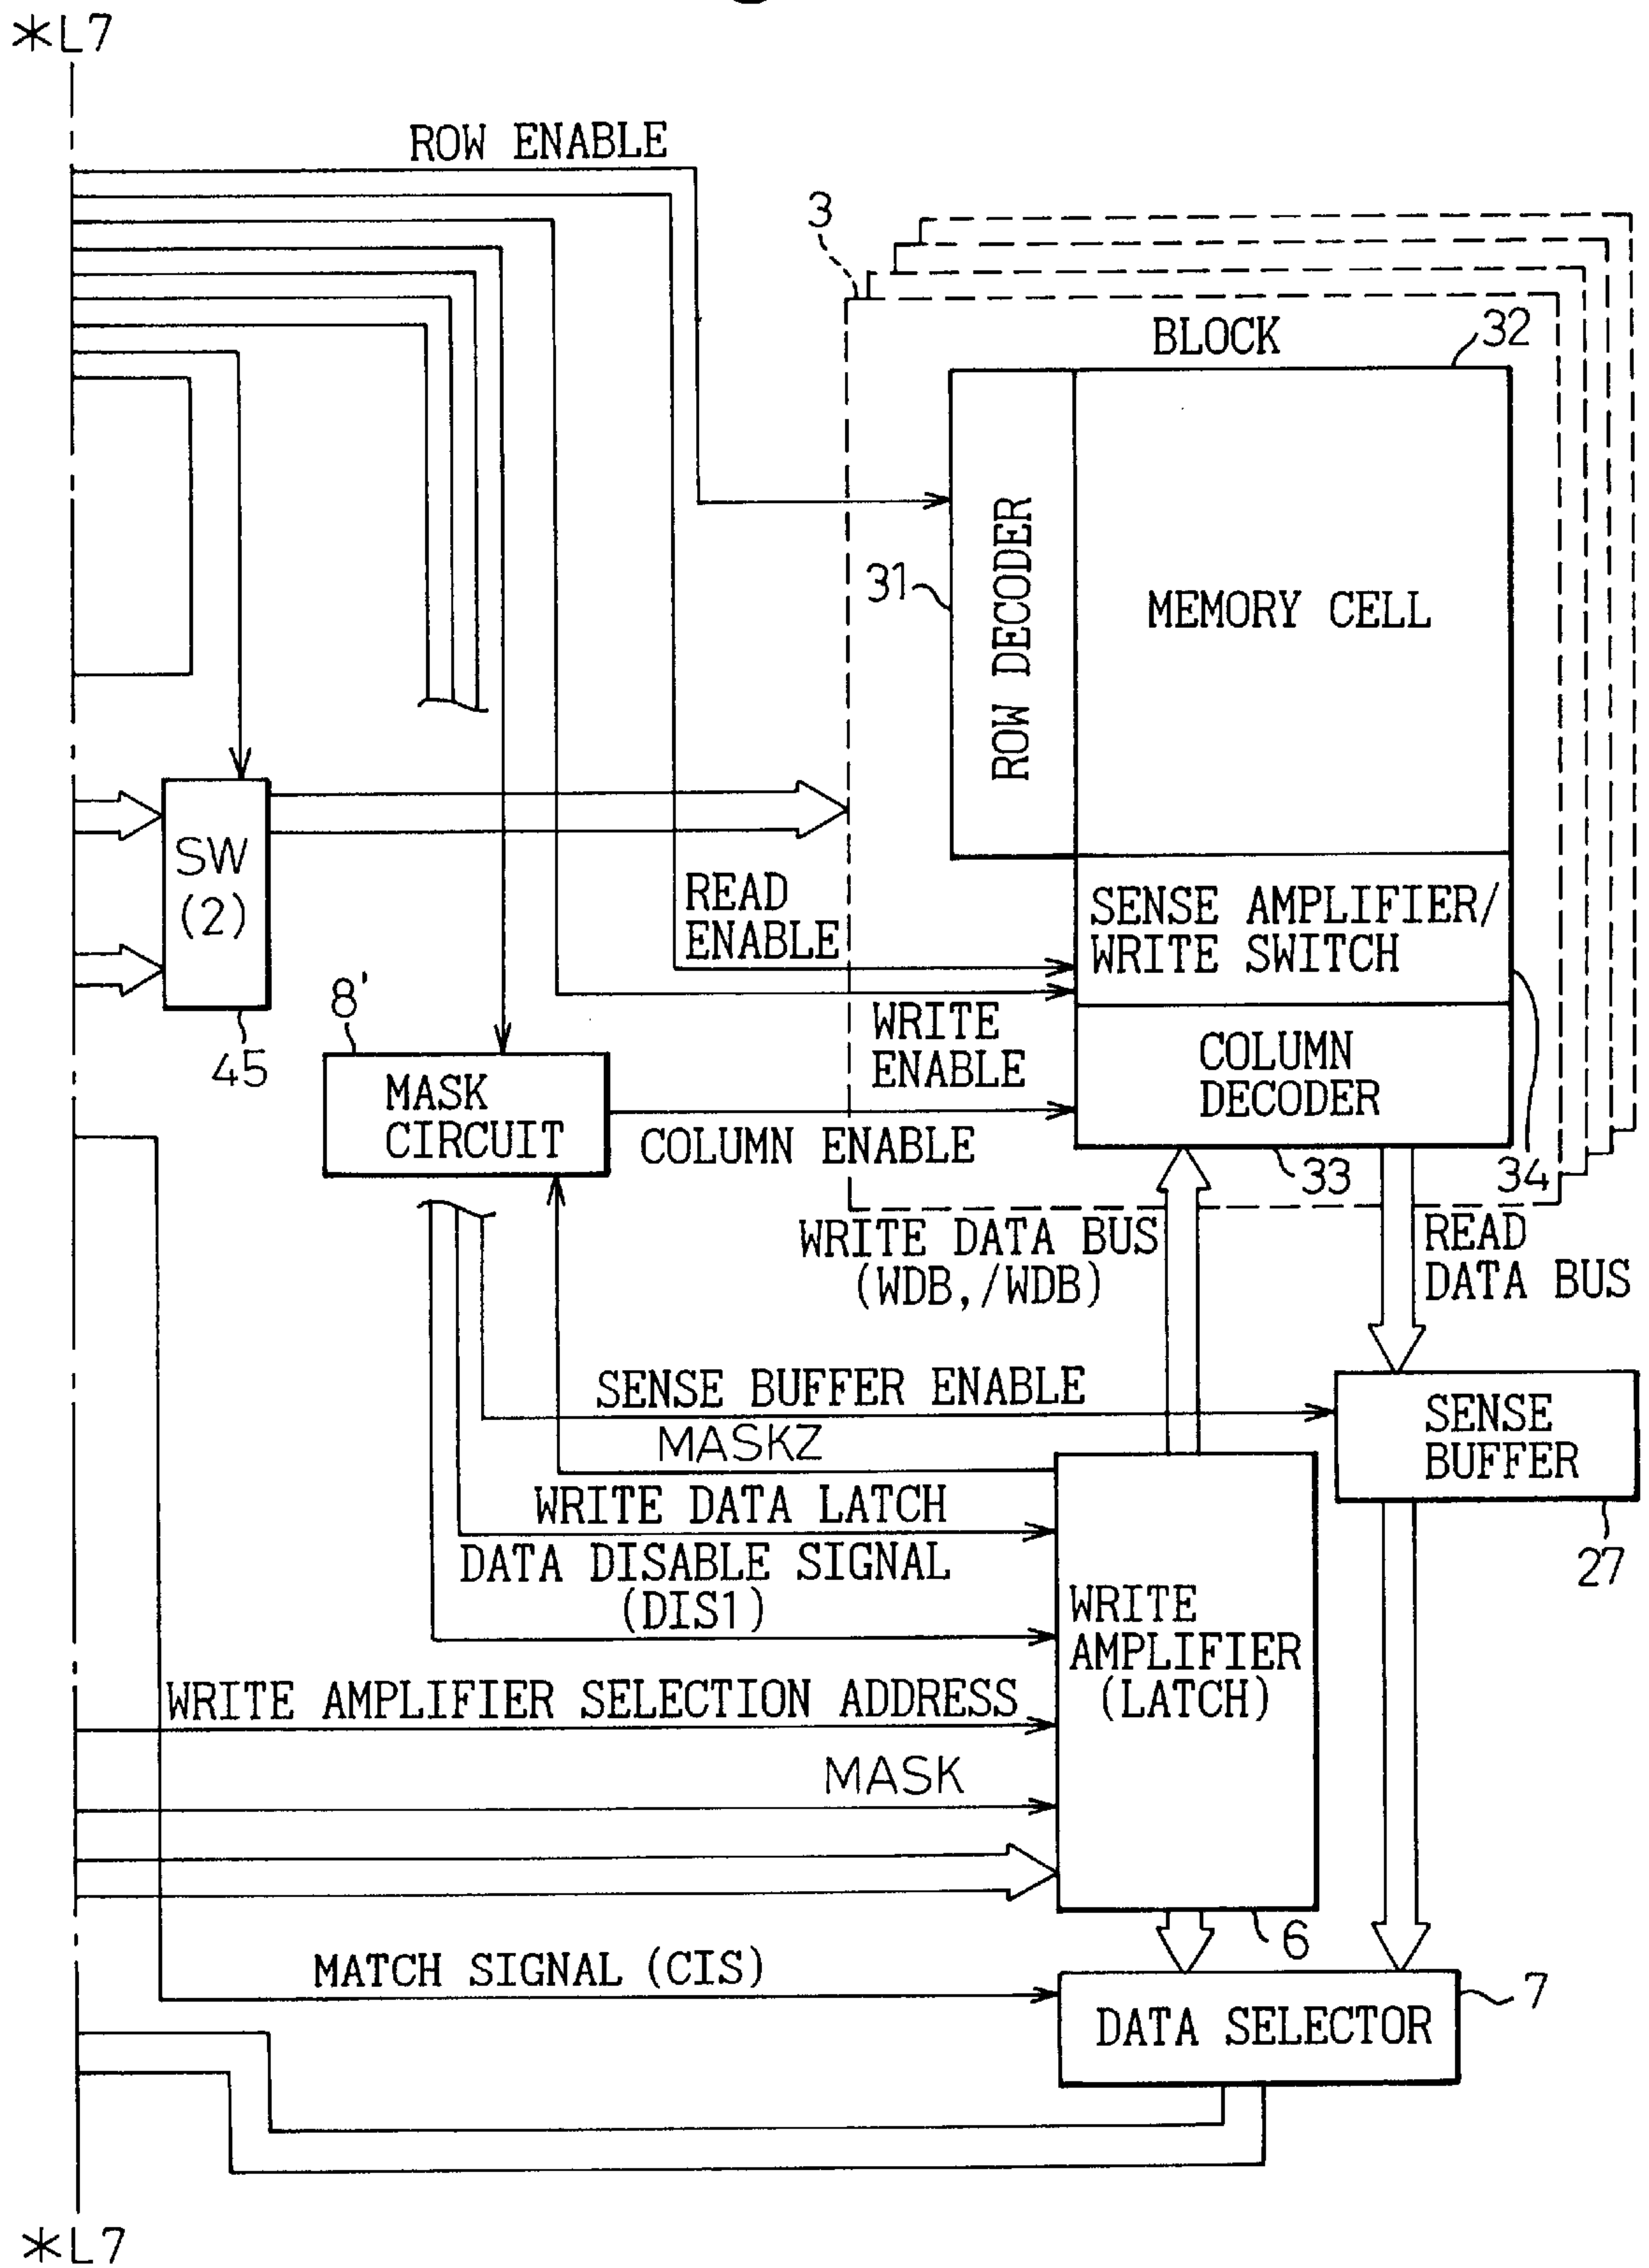 *L7
ROW ENABLE
3
BLOCK
32
31
ROW DECODER
MEMORY CELL
SW
(2)
45
READ
ENABLE
SENSE AMPLIFIER/
WRITE SWITCH
8'
MASK
CIRCUIT
WRITE
ENABLE
COLUMN
DECODER
COLUMN ENABLE
33
34
WRITE DATA BUS
(WDB,/WDB)
READ
DATA BUS
SENSE BUFFER ENABLE
SENSE
BUFFER
27
MASKZ
WRITE DATA LATCH
DATA DISABLE SIGNAL
(DIS1)
WRITE
AMPLIFIER
(LATCH)
WRITE AMPLIFIER SELECTION ADDRESS
MASK
6
MATCH SIGNAL (CIS)
7
DATA SELECTOR
*L7